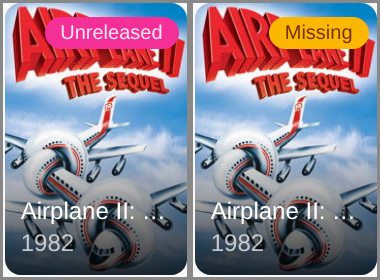 AIRPLANE II
Unreleased
THE SEQUEL
Airplane II: ...
1982
AIRPLANE II
Missing
THE SEQUEL
Airplane II: ...
1982